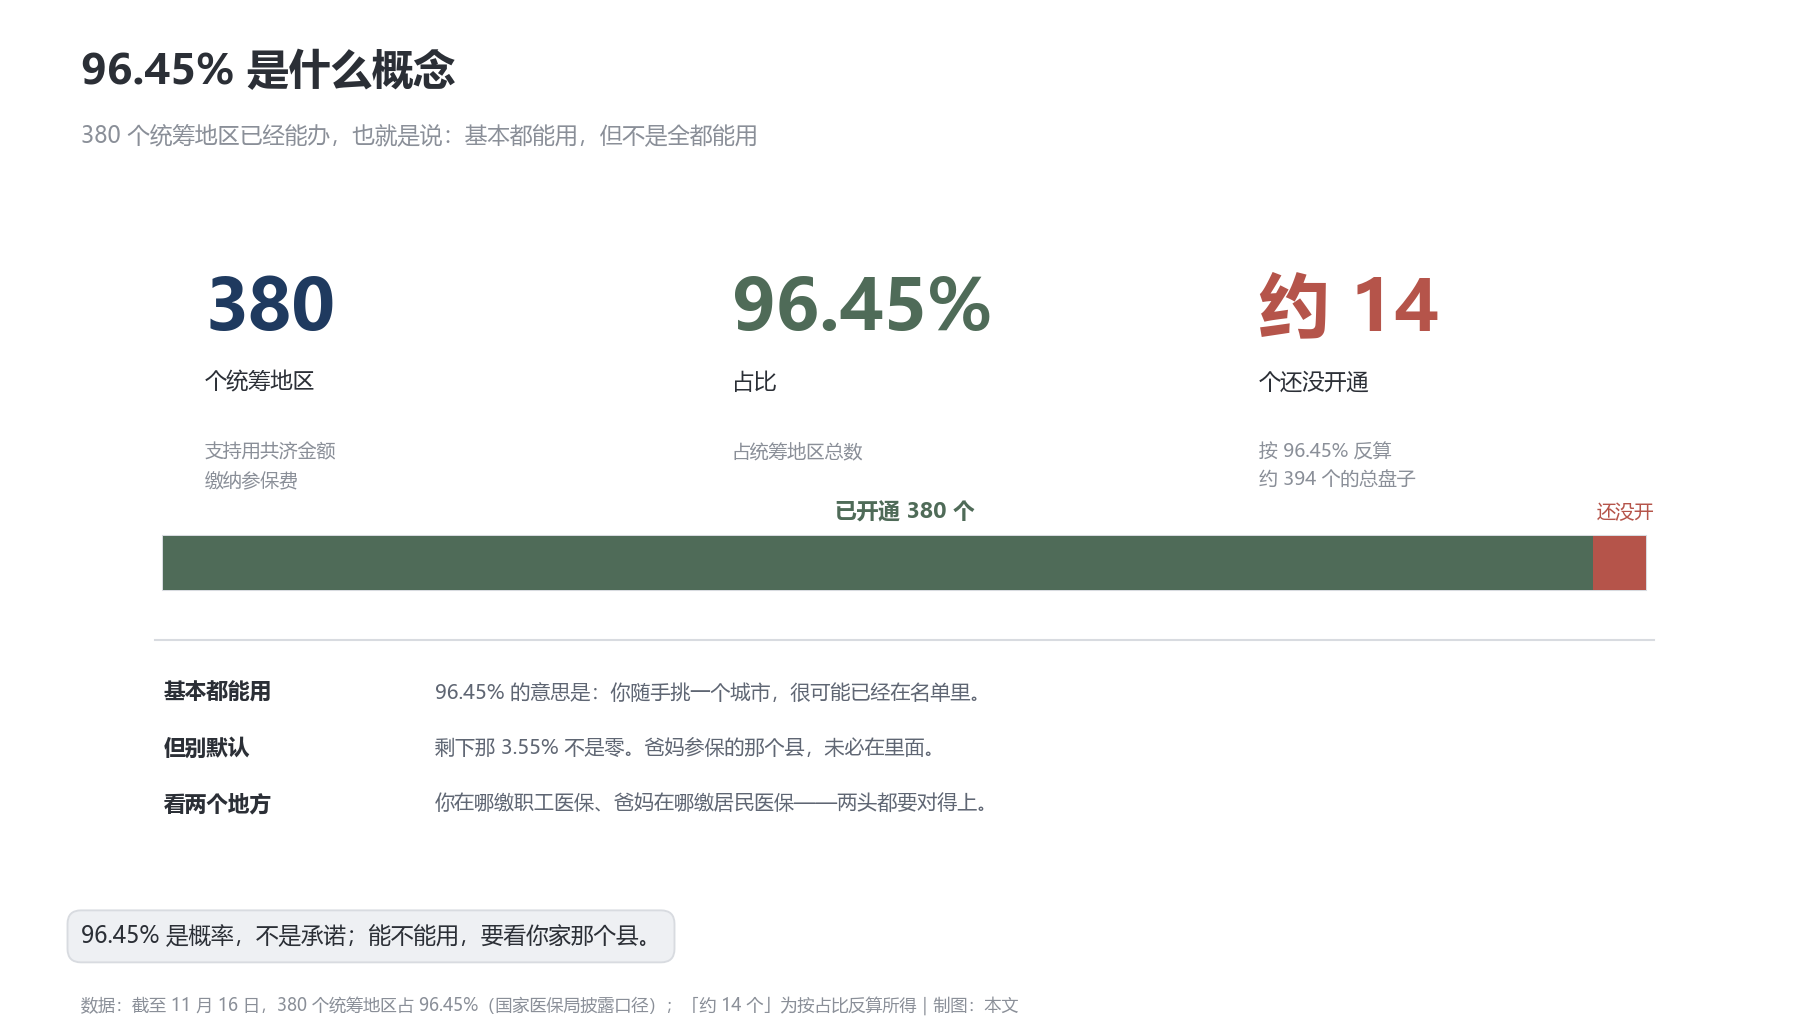 96.45% 是什么概念
380 个统筹地区已经能办，也就是说：基本都能用，但不是全都能用
380
个统筹地区
支持用共济金额
缴纳参保费
96.45%
占比
占统筹地区总数
约 14
个还没开通
按 96.45% 反算
约 394 个的总盘子
已开通 380 个
还没开
基本都能用
96.45% 的意思是：你随手挑一个城市，很可能已经在名单里。
但别默认
剩下那 3.55% 不是零。爸妈参保的那个县，未必在里面。
看两个地方
你在哪缴职工医保、爸妈在哪缴居民医保——两头都要对得上。
96.45% 是概率，不是承诺；能不能用，要看你家那个县。
数据：截至 11 月 16 日，380 个统筹地区占 96.45%（国家医保局披露口径）；「约 14 个」为按占比反算所得 | 制图：本文